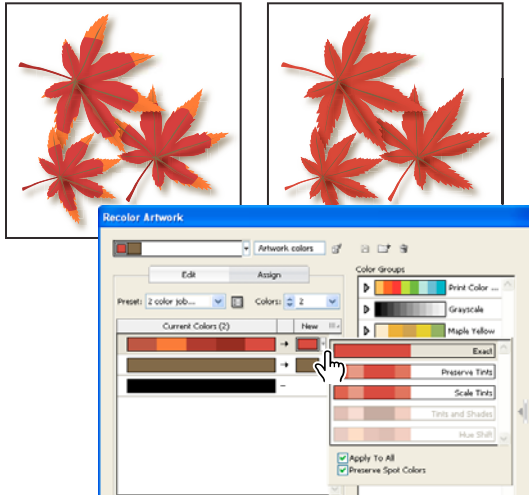 Recolor Artwork
Artwork colors
Edit Assign
Color Groups
Preset: 2 color job... Colors: 2
Print Color ...
Current Colors (2) New
Grayscale
Maple Yellow
Exact
Preserve Tints
Scale Tints
Tints and Shades
Hue Shift
Apply To All
Preserve Spot Colors